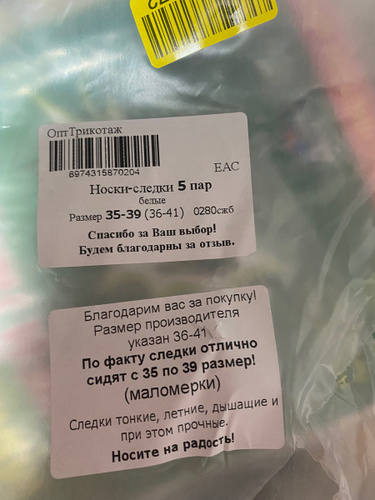 ОптТрикотаж
6974315870204
ЕАС
Носки-следки 5 пар
белые
Размер 35-39 (36-41) 0280сжб
Спасибо за Ваш выбор!
Будем благодарны за отзыв.
Благодарим вас за покупку!
Размер производителя
указан 36-41
По факту следки отлично
сидят с 35 по 39 размер!
(маломерки)
Следки тонкие, летние, дышащие и
при этом прочные.
Носите на радость!